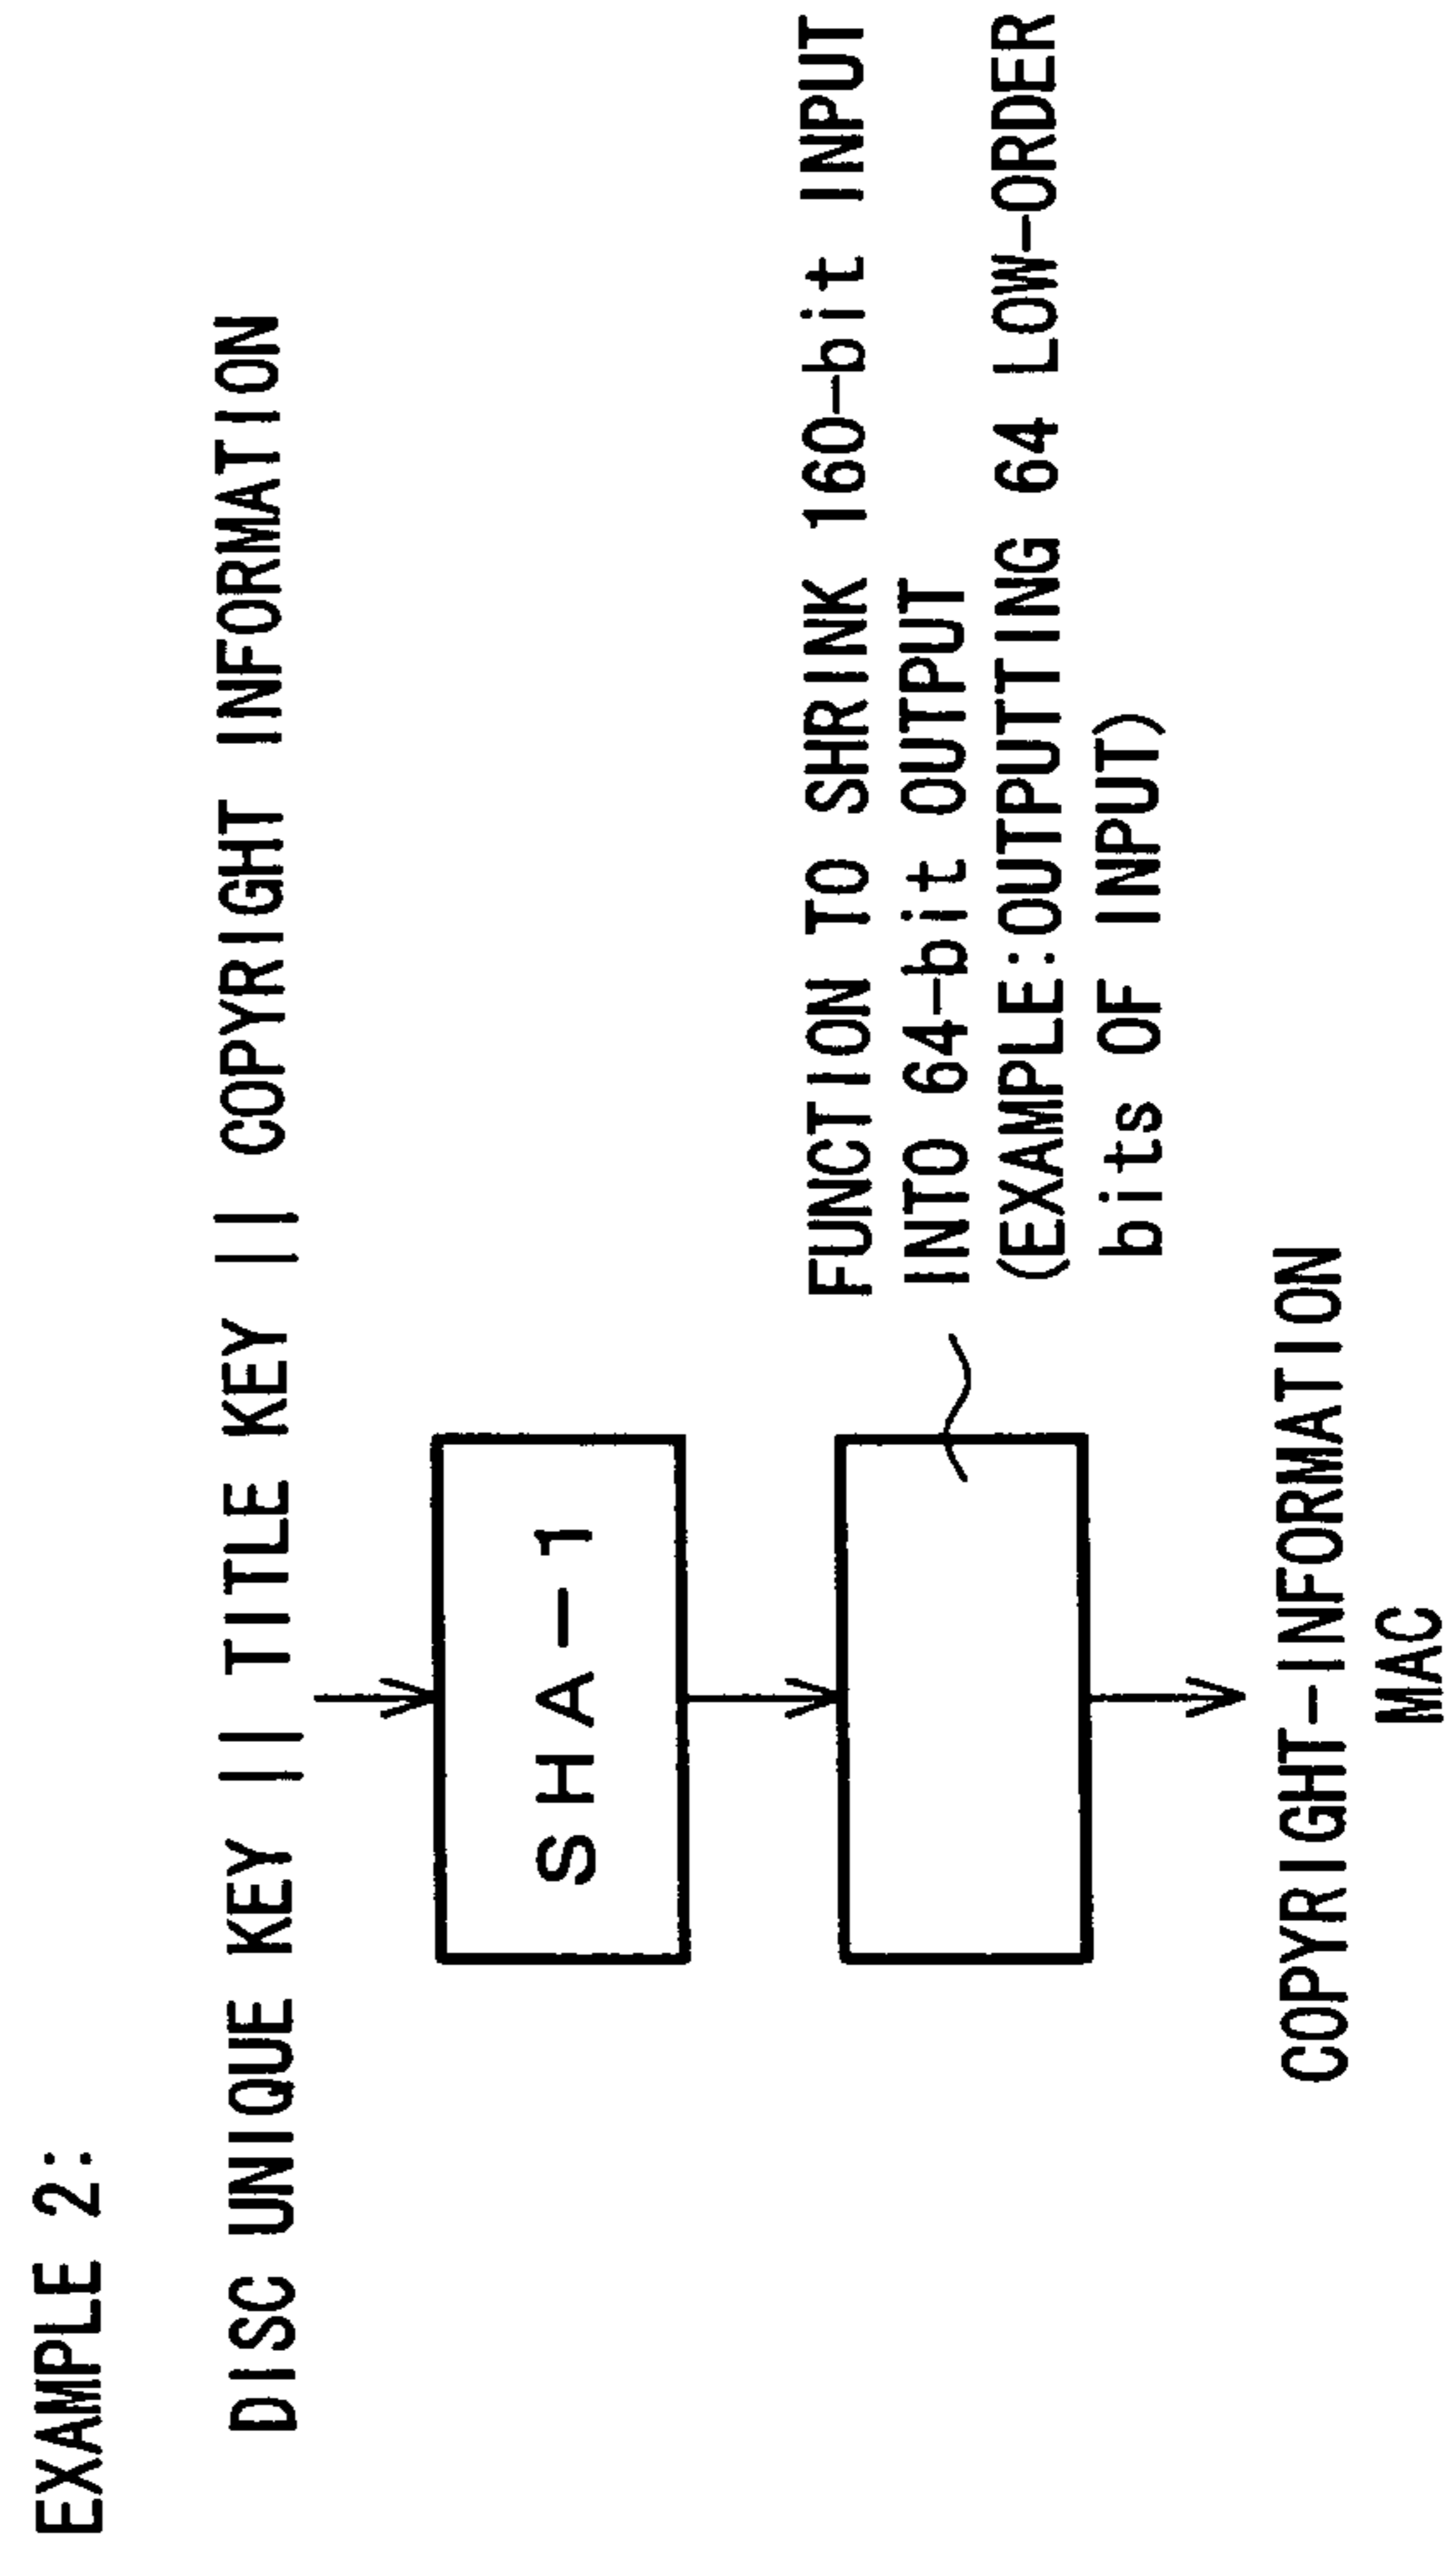 EXAMPLE 2:
DISC UNIQUE KEY || TITLE KEY || COPYRIGHT INFORMATION
SHA-1
FUNCTION TO SHRINK 160-bit INPUT
INTO 64-bit OUTPUT
(EXAMPLE:OUTPUTTING 64 LOW-ORDER
bits OF INPUT)
COPYRIGHT-INFORMATION
MAC